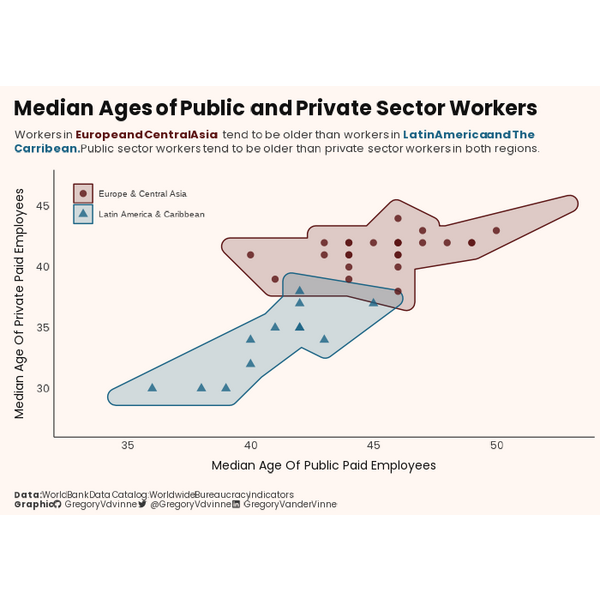 Median Ages of Public and Private Sector Workers
Workers in Europe and Central Asia tend to be older than workers in Latin America and The
Carribean. Public sector workers tend to be older than private sector workers in both regions.
Europe & Central Asia
Latin America & Caribbean
Median Age Of Private Paid Employees
45
40
35
30
35
40
45
50
Median Age Of Public Paid Employees
Data: World Bank Data Catalog: Worldwide Bureaucracy Indicators
Graphic: GregoryVdvinne @GregoryVdvinne GregoryVanderVinne